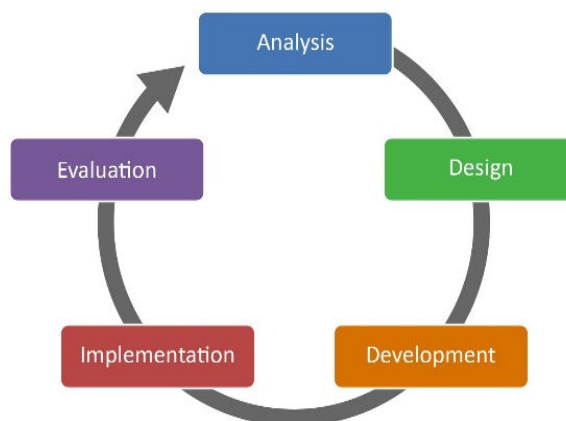 Analysis
Design
Development
Implementation
Evaluation